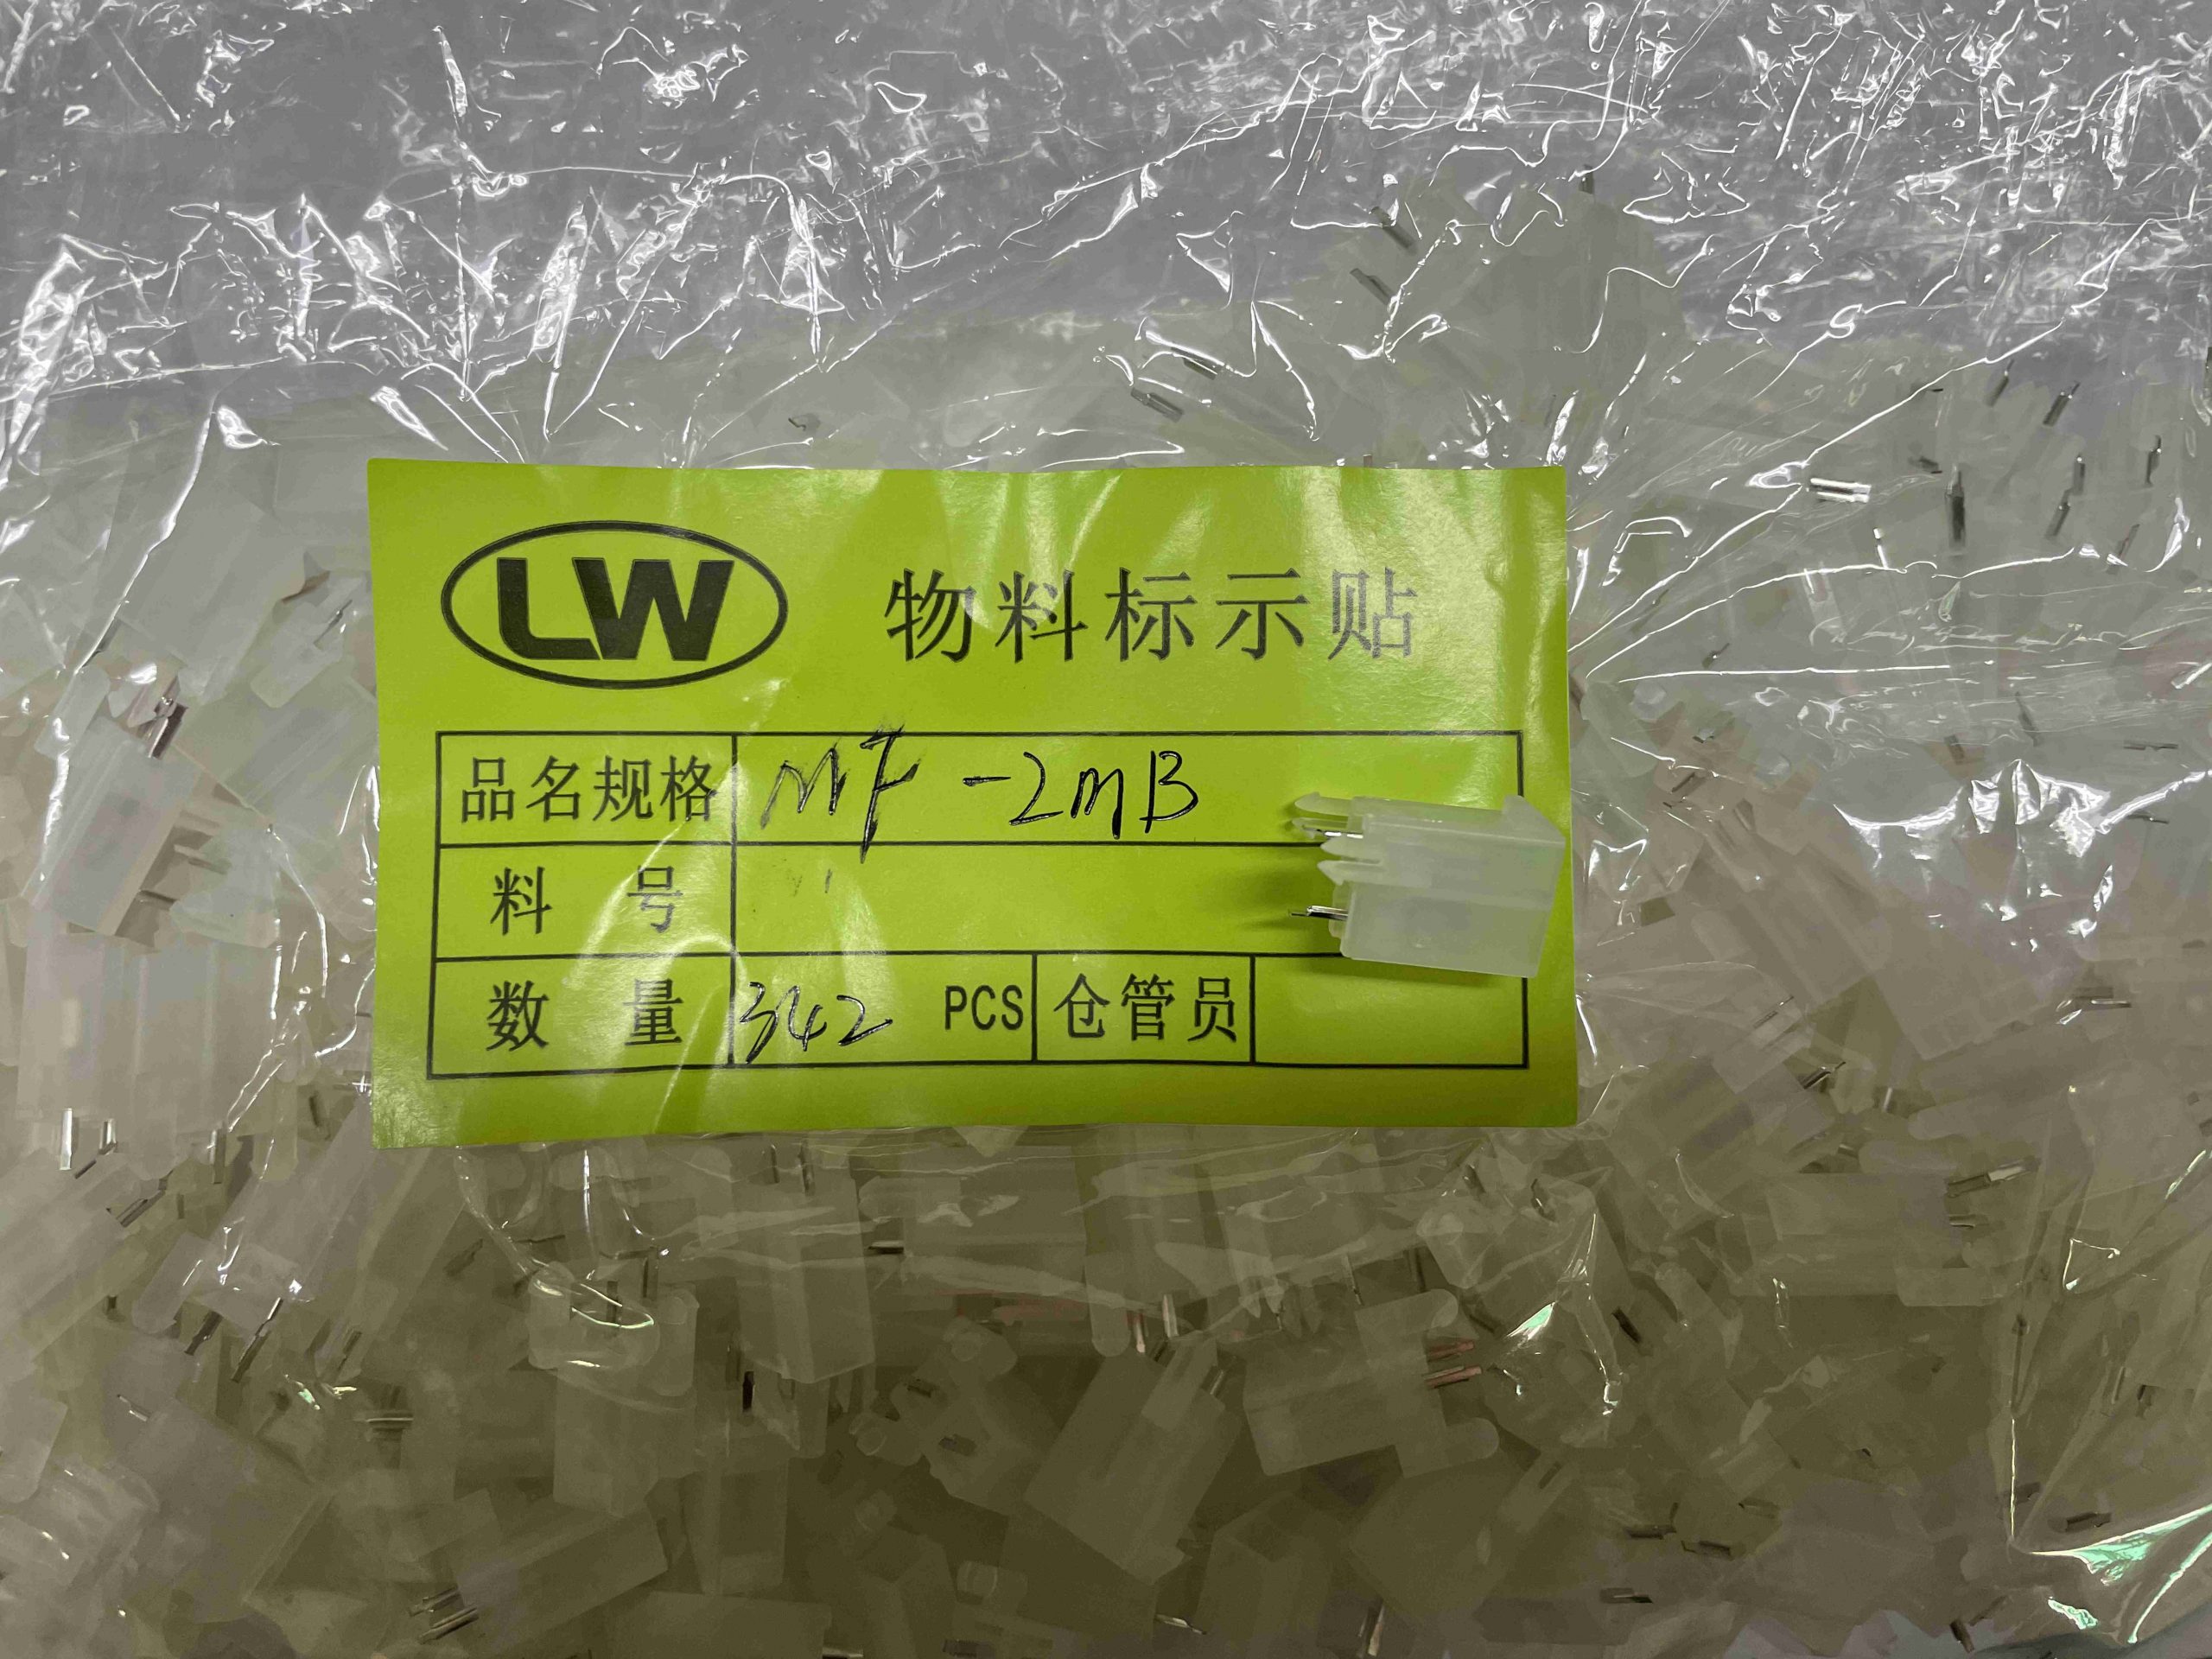 LW 物料标示贴
品名规格 MF -2MB
料 号
数 量 342 PCS 仓管员